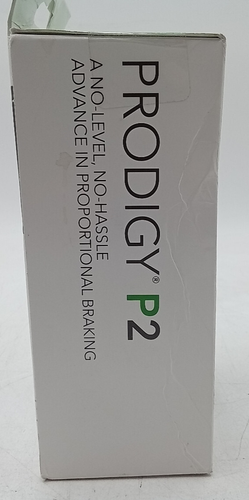 PRODIGY® P2
A NO-LEVEL, NO-HASSLE
ADVANCE IN PROPORTIONAL BRAKING